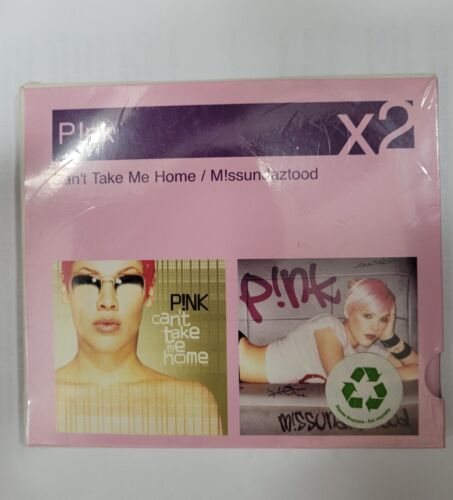 P!nk
x2
Can't Take Me Home / M!ssundaztood
P!NK
can't
take
me
home
P!nk
m!ssundaztood